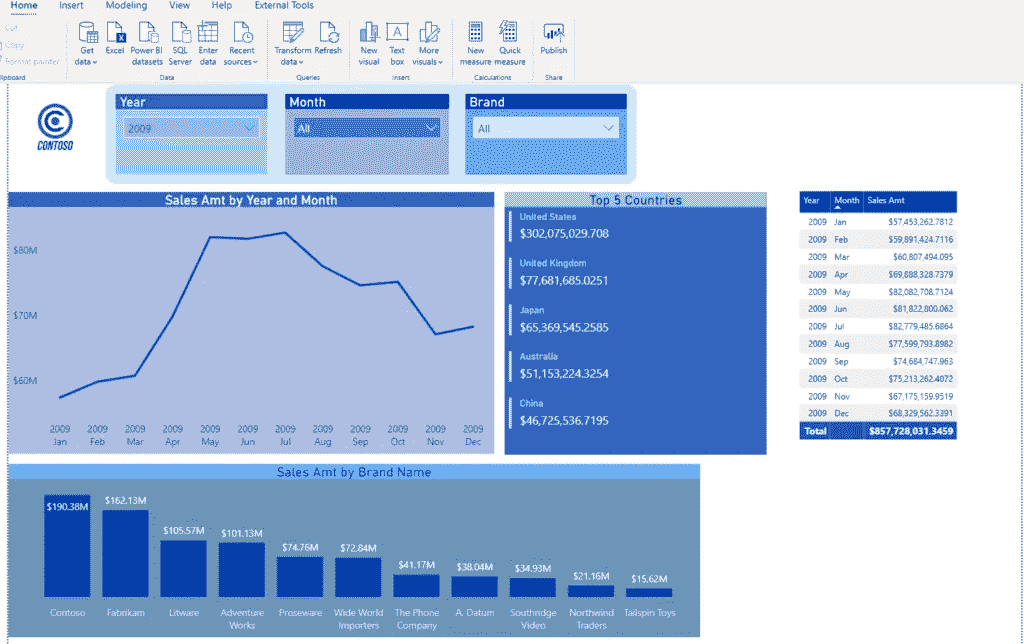 Home Insert Modeling View Help External Tools
Cut
Copy
Format painter
Get data
Excel
Power BI datasets
SQL Server
Enter data
Recent sources
Transform data
Refresh
New visual
Text box
More visuals
New measure
Quick measure
Publish
Data Queries Insert Calculations Share
CONTOSO
Year
2009
Month
All
Brand
All
Sales Amt by Year and Month
$80M
$70M
$60M
2009 2009 2009 2009 2009 2009 2009 2009 2009 2009 2009 2009
Jan Feb Mar Apr May Jun Jul Aug Sep Oct Nov Dec
Top 5 Countries
United States
$302,075,029.708
United Kingdom
$77,681,685.0251
Japan
$65,369,545.2585
Australia
$51,153,224.3254
China
$46,725,536.7195
Year Month Sales Amt
2009 Jan $57,453,262.7812
2009 Feb $59,891,424.7116
2009 Mar $60,807,494.095
2009 Apr $69,888,328.7379
2009 May $82,082,708.7124
2009 Jun $81,822,800.062
2009 Jul $82,779,485.6864
2009 Aug $77,599,793.8982
2009 Sep $74,684,747.963
2009 Oct $75,213,262.4072
2009 Nov $67,175,159.9519
2009 Dec $68,329,562.3391
Total $857,728,031.3459
Sales Amt by Brand Name
$190.38M $162.13M $105.57M $101.13M $74.76M $72.84M $41.17M $38.04M $34.93M $21.16M $15.62M
Contoso Fabrikam Litware Adventure Works Proseware Wide World Importers The Phone Company A. Datum Southridge Video Northwind Traders Tailspin Toys